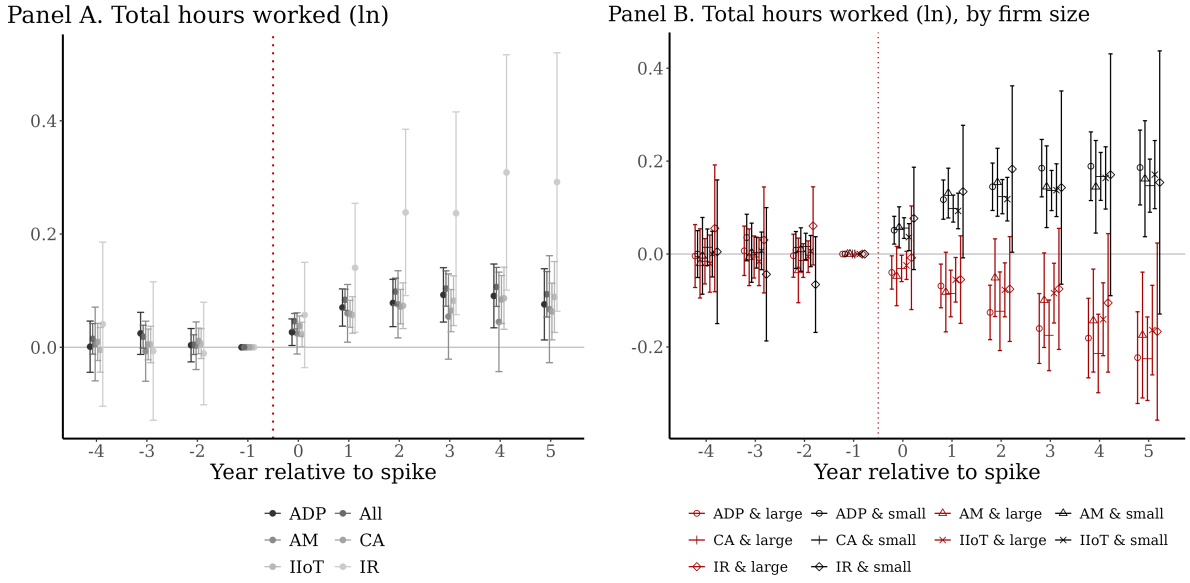 Panel A. Total hours worked (ln)
0.4
0.2
0.0
-4 -3 -2 -1 0 1 2 3 4 5
Year relative to spike
ADP All
AM CA
IIoT IR
Panel B. Total hours worked (ln), by firm size
0.4
0.2
0.0
-0.2
-4 -3 -2 -1 0 1 2 3 4 5
Year relative to spike
ADP & large ADP & small AM & large AM & small
CA & large CA & small IIoT & large IIoT & small
IR & large IR & small